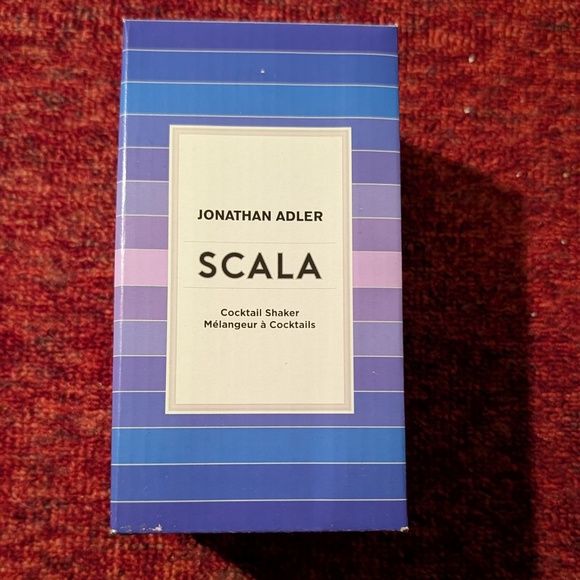 JONATHAN ADLER
SCALA
Cocktail Shaker
Mélangeur à Cocktails